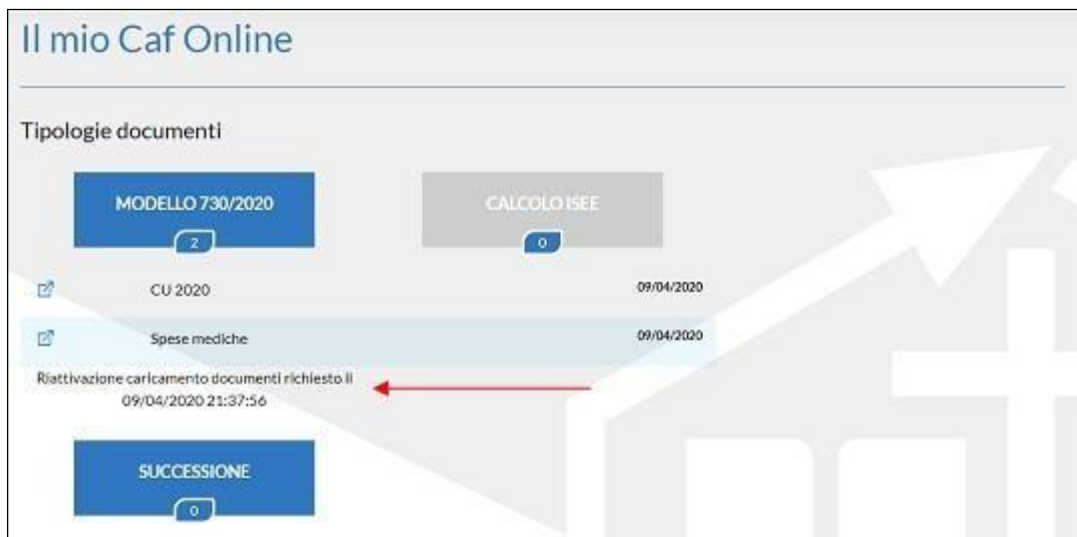 Il mio Caf Online
Tipologie documenti
MODELLO 730/2020
2
CALCOLO ISEE
0
CU 2020 09/04/2020
Spese mediche 09/04/2020
Riattivazione caricamento documenti richiesto il
09/04/2020 21:37:56
SUCCESSIONE
0